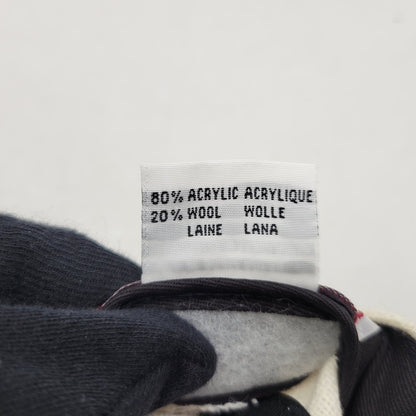 80% ACRYLIC ACRYLIQUE
20% WOOL WOLLE
LAINE LANA